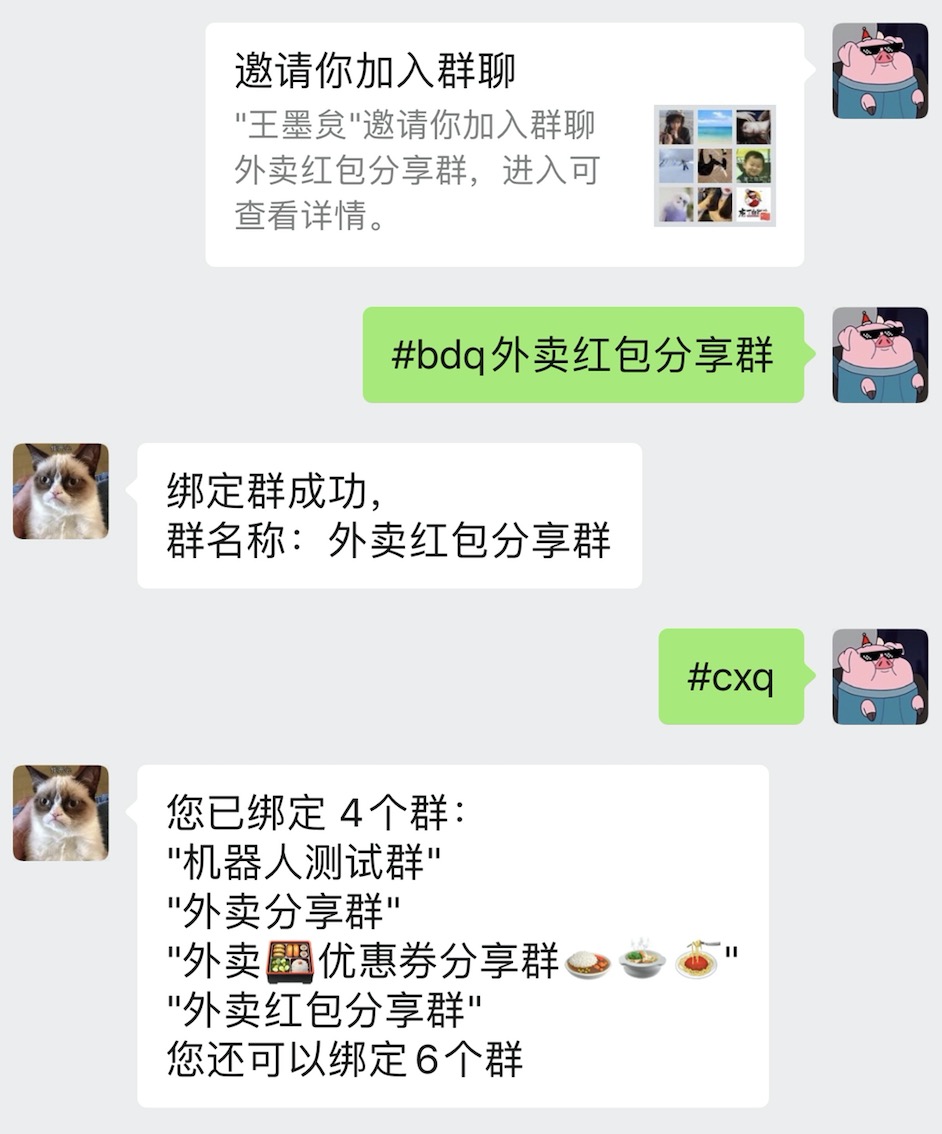 邀请你加入群聊
"王墨贠"邀请你加入群聊
外卖红包分享群，进入可
查看详情。
#bdq外卖红包分享群
绑定群成功，
群名称：外卖红包分享群
#cxq
您已绑定 4个群：
"机器人测试群"
"外卖分享群"
"外卖🍱优惠券分享群🍛🍲🍝"
"外卖红包分享群"
您还可以绑定6个群